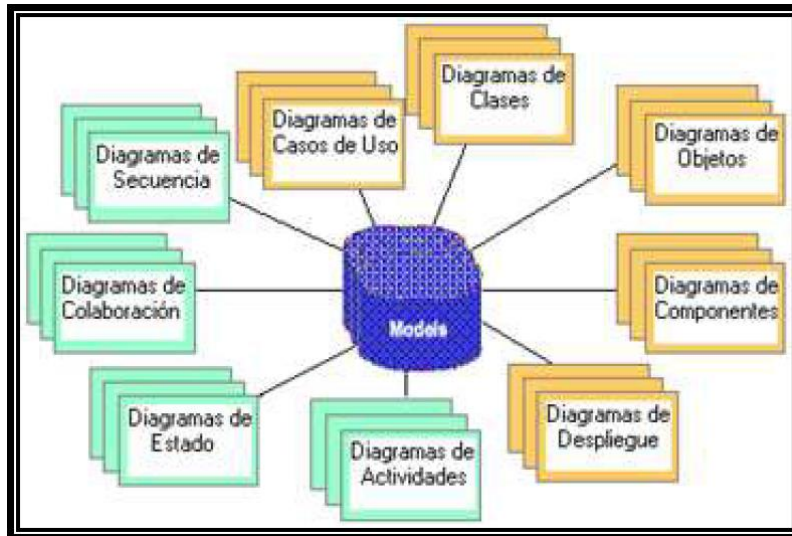 Diagramas de
Clases
Diagramas de
Casos de Uso
Diagramas de
Objetos
Diagramas de
Secuencia
Diagramas de
Colaboración
Models
Diagramas de
Componentes
Diagramas de
Estado
Diagramas de
Actividades
Diagramas de
Despliegue